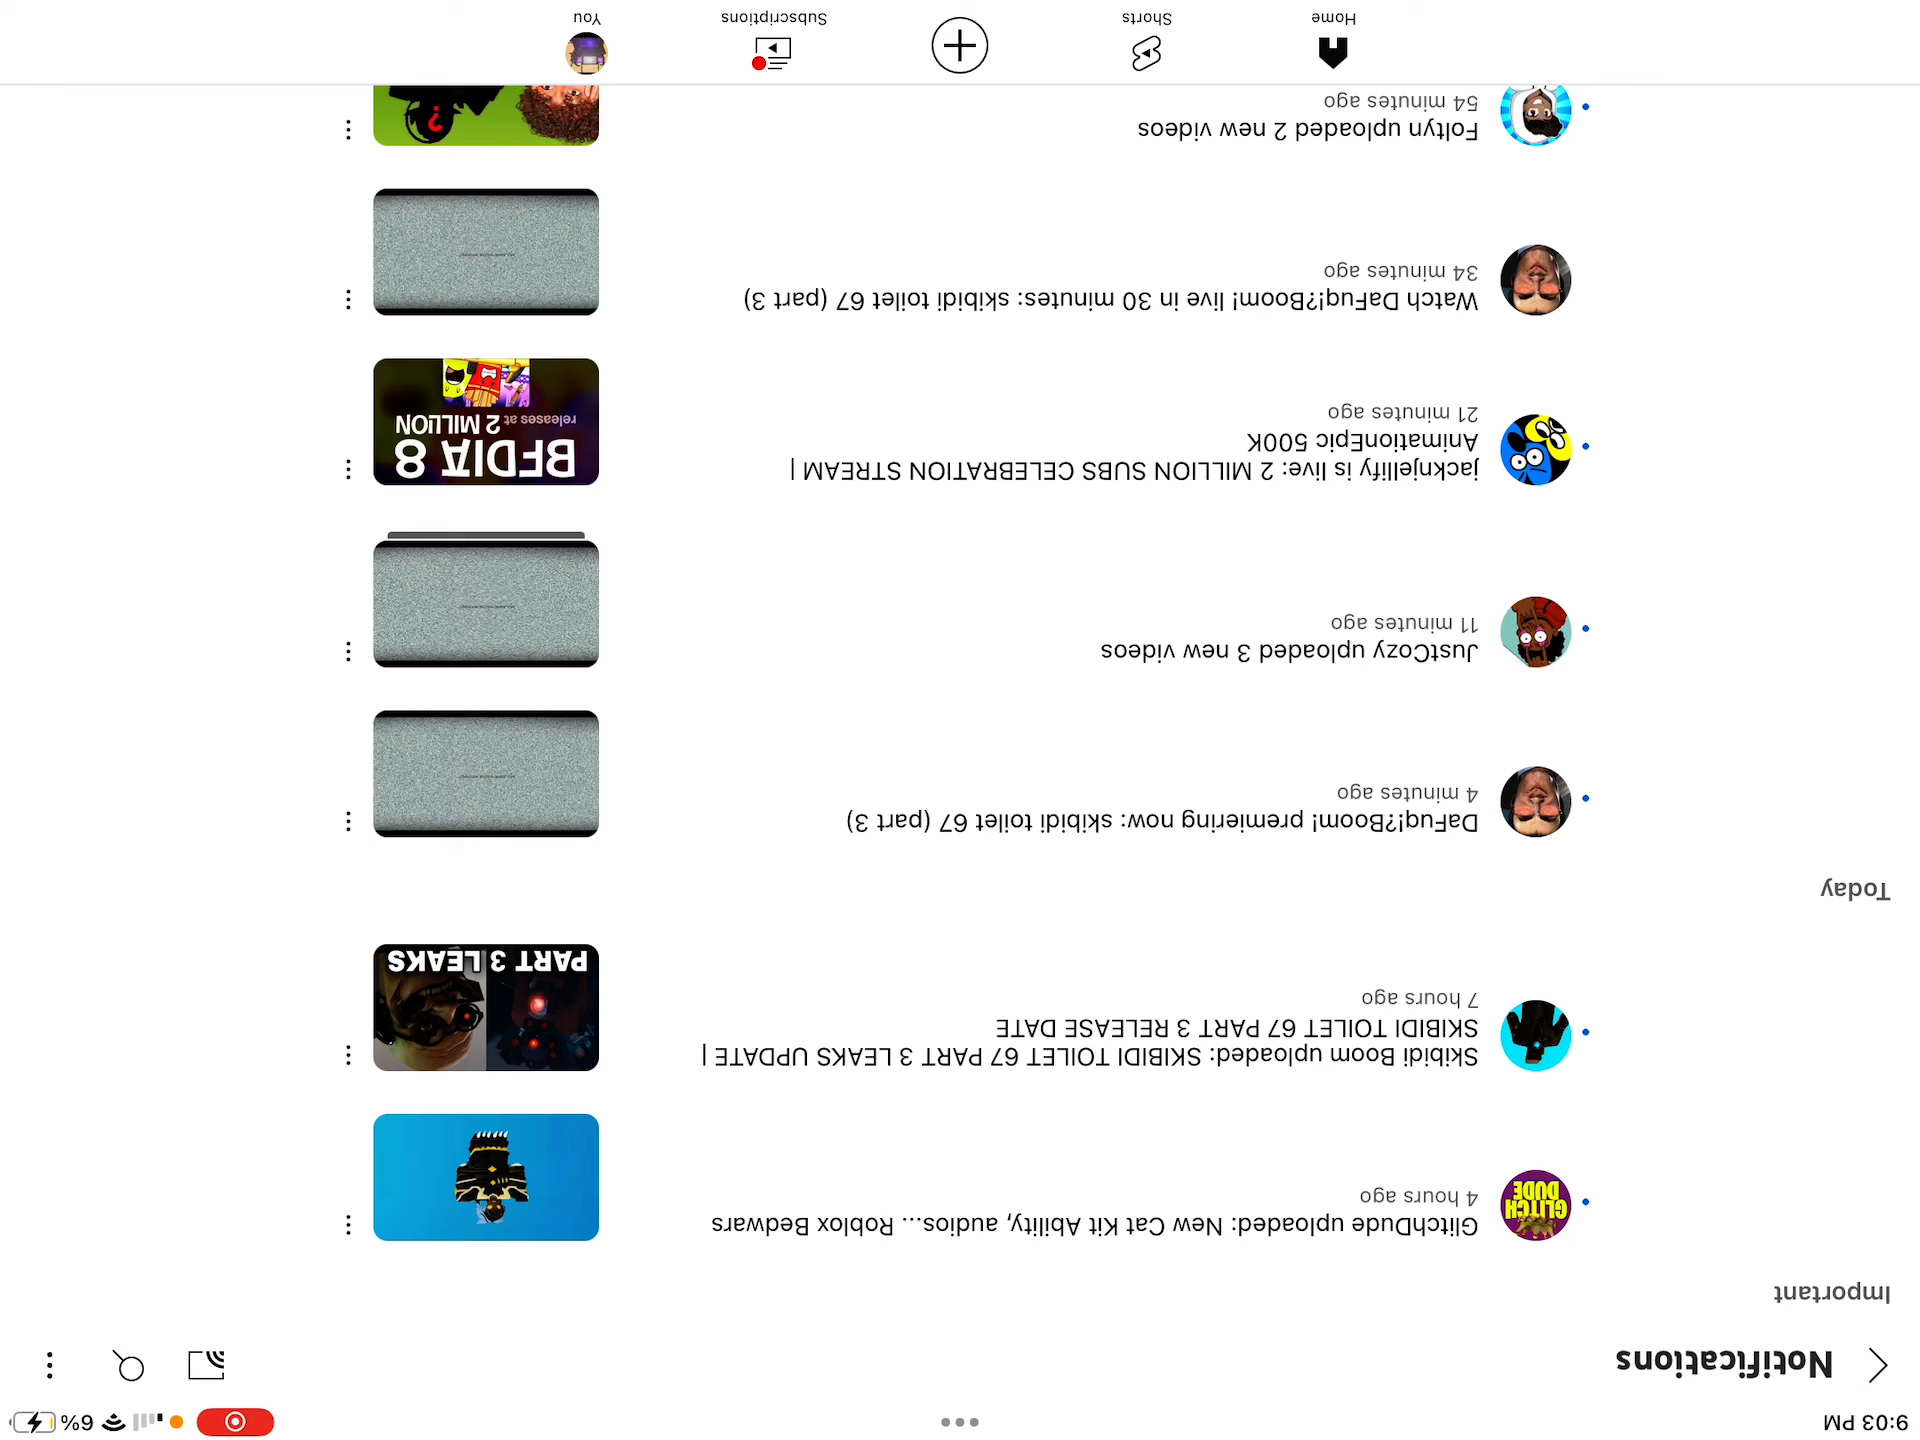 9:03 PM
9%
Notifications
Important
GLITCH
DUDE
GlitchDude uploaded: New Cat Kit Ability, audios... Roblox Bedwars
4 hours ago
Skibidi Boom uploaded: SKIBIDI TOILET 67 PART 3 LEAKS UPDATE |
SKIBIDI TOILET 67 PART 3 RELEASE DATE
7 hours ago
PART 3 LEAKS
Today
DaFuq!?Boom! premiering now: skibidi toilet 67 (part 3)
4 minutes ago
JustCozy uploaded 3 new videos
11 minutes ago
jacknjellify is live: 2 MILLION SUBS CELEBRATION STREAM |
AnimationEpic 500K
21 minutes ago
BFDIA 8
releases at 2 MILLION
Watch DaFuq!?Boom! live in 30 minutes: skibidi toilet 67 (part 3)
34 minutes ago
Foltyn uploaded 2 new videos
54 minutes ago
?
Home
Shorts
Subscriptions
You